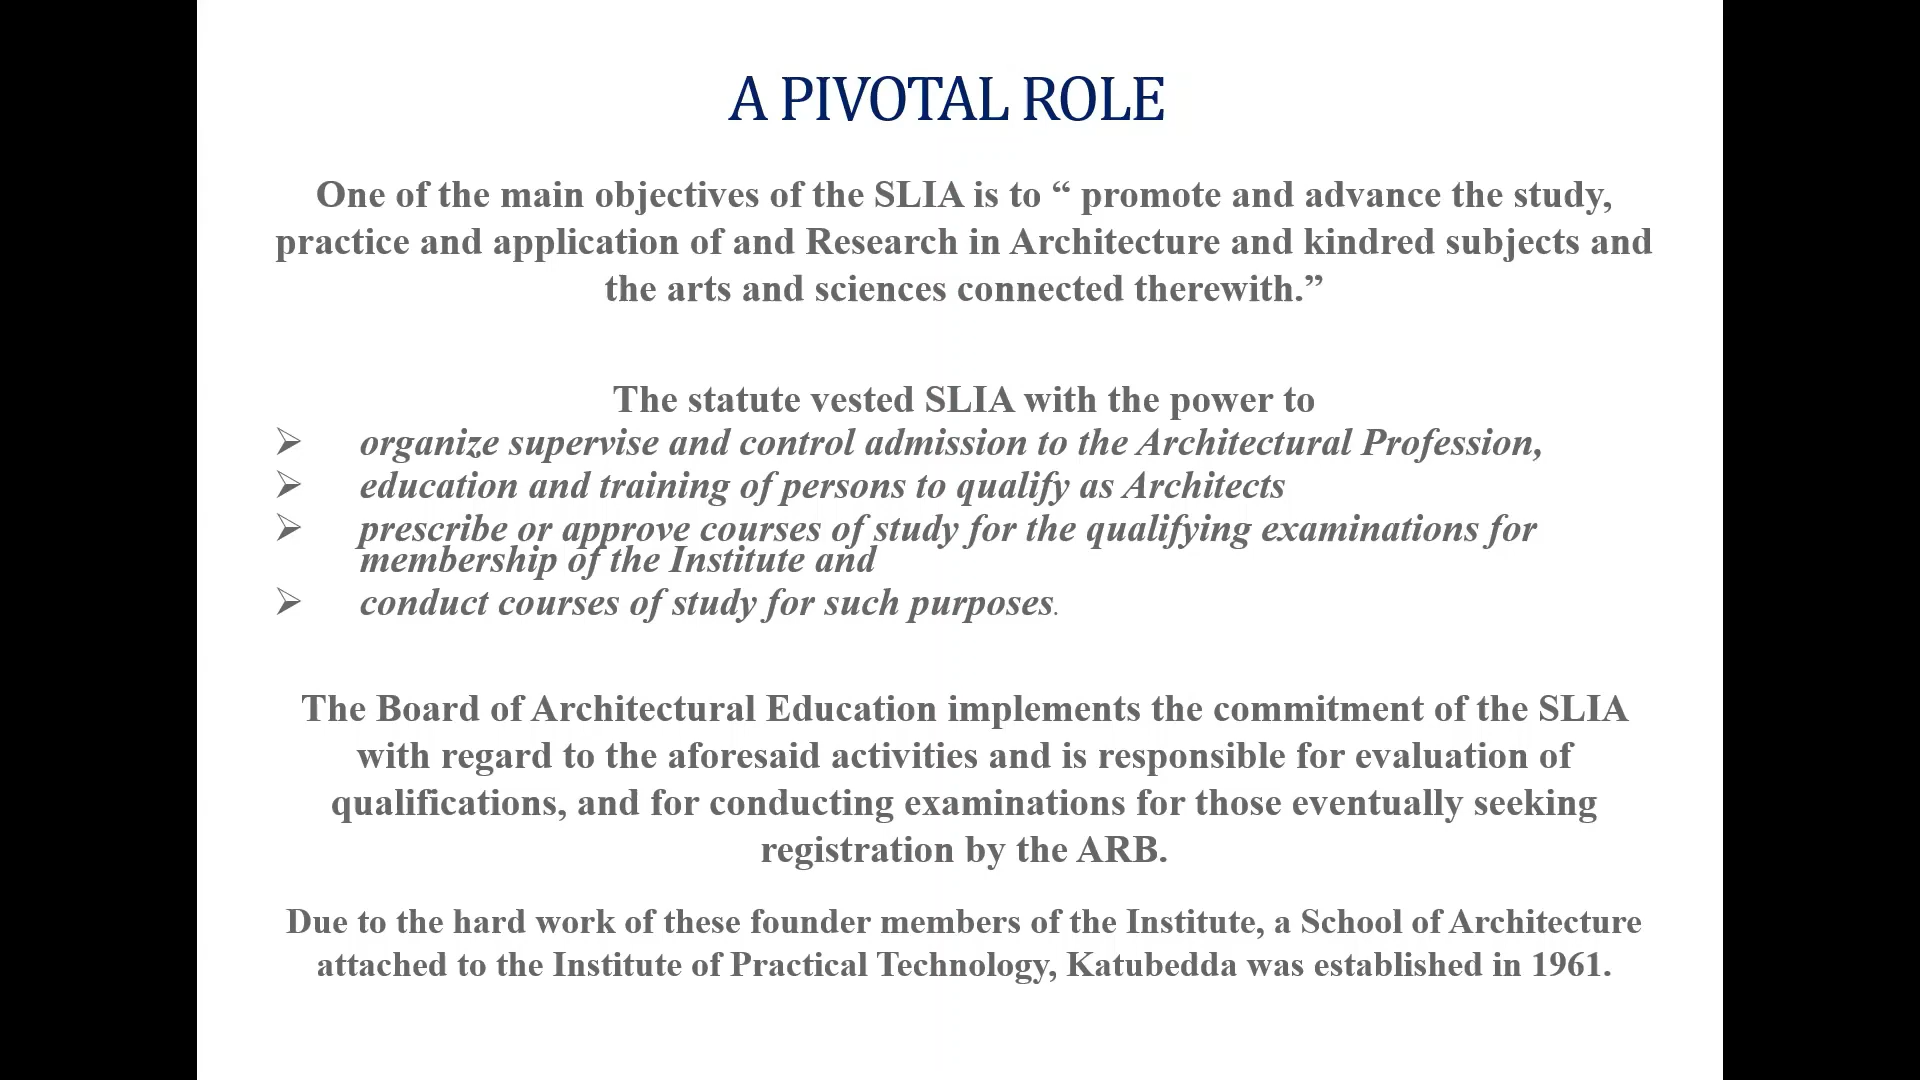 A PIVOTAL ROLE
One of the main objectives of the SLIA is to “ promote and advance the study,
practice and application of and Research in Architecture and kindred subjects and
the arts and sciences connected therewith.”
The statute vested SLIA with the power to
➢ organize supervise and control admission to the Architectural Profession,
➢ education and training of persons to qualify as Architects
➢ prescribe or approve courses of study for the qualifying examinations for
membership of the Institute and
➢ conduct courses of study for such purposes.
The Board of Architectural Education implements the commitment of the SLIA
with regard to the aforesaid activities and is responsible for evaluation of
qualifications, and for conducting examinations for those eventually seeking
registration by the ARB.
Due to the hard work of these founder members of the Institute, a School of Architecture
attached to the Institute of Practical Technology, Katubedda was established in 1961.